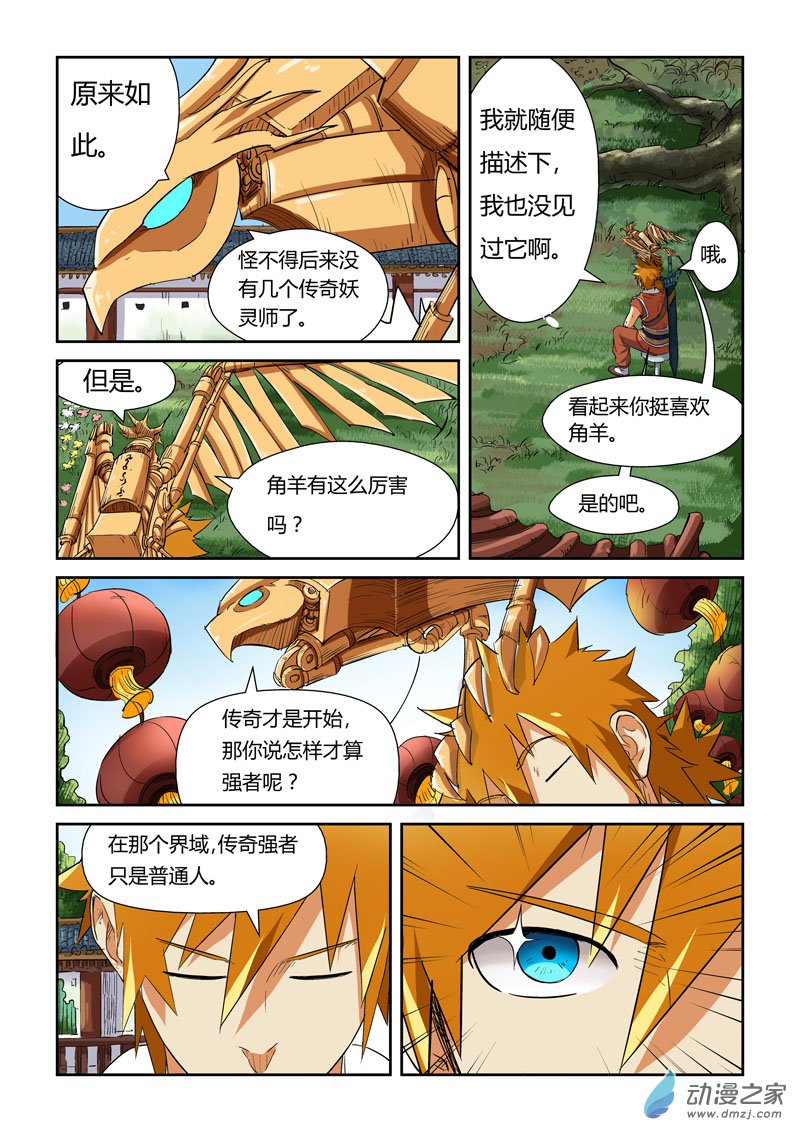 原来如
此。
怪不得后来没
有几个传奇妖
灵师了。
但是。
角羊有这么厉害
吗？
我就随便
描述下，
我也没见
过它啊。
哦。
看起来你挺喜欢
角羊。
是的吧。
传奇才是开始，
那你说怎样才算
强者呢？
在那个界域，传奇强者
只是普通人。
动漫之家
www.dmzj.com